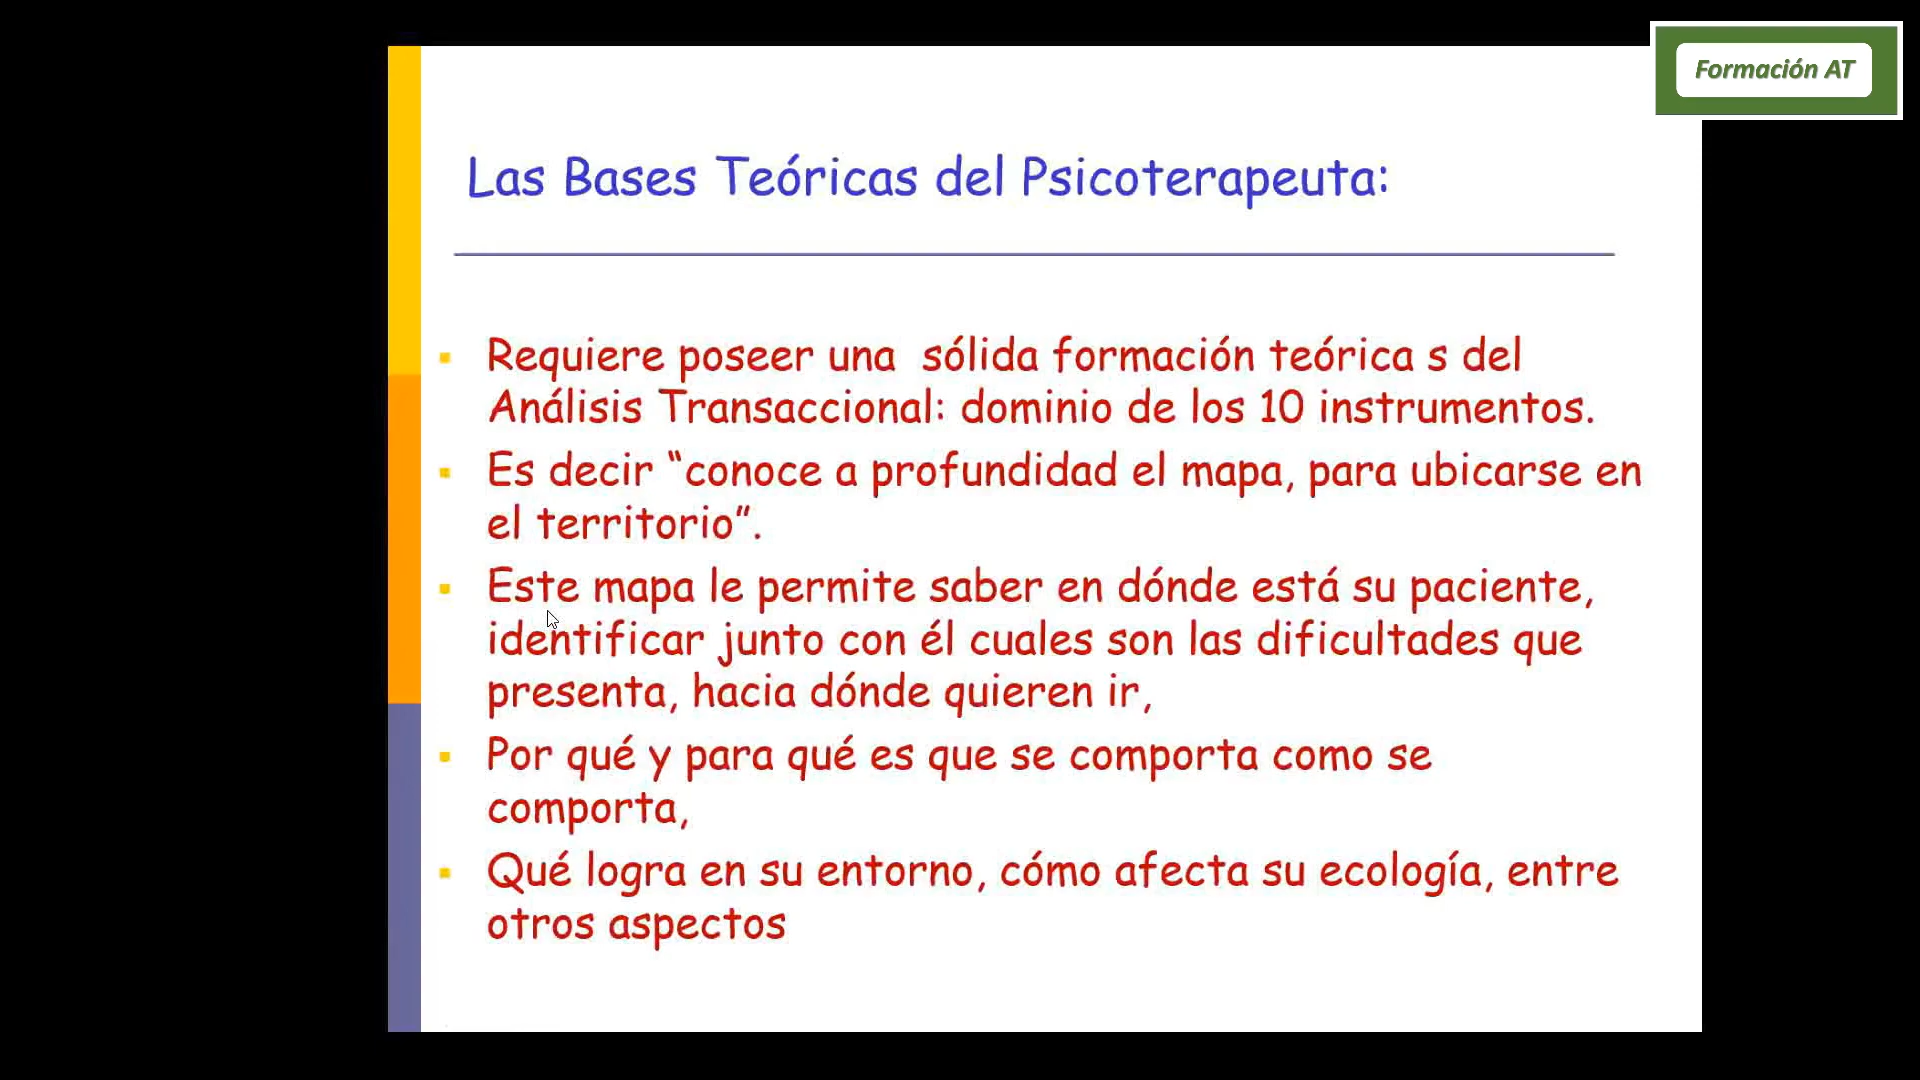 Formación AT
Las Bases Teóricas del Psicoterapeuta:
Requiere poseer una  sólida formación teórica s del
Análisis Transaccional: dominio de los 10 instrumentos.
Es decir “conoce a profundidad el mapa, para ubicarse en
el territorio”.
Este mapa le permite saber en dónde está su paciente,
identificar junto con él cuales son las dificultades que
presenta, hacia dónde quieren ir,
Por qué y para qué es que se comporta como se
comporta,
Qué logra en su entorno, cómo afecta su ecología, entre
otros aspectos